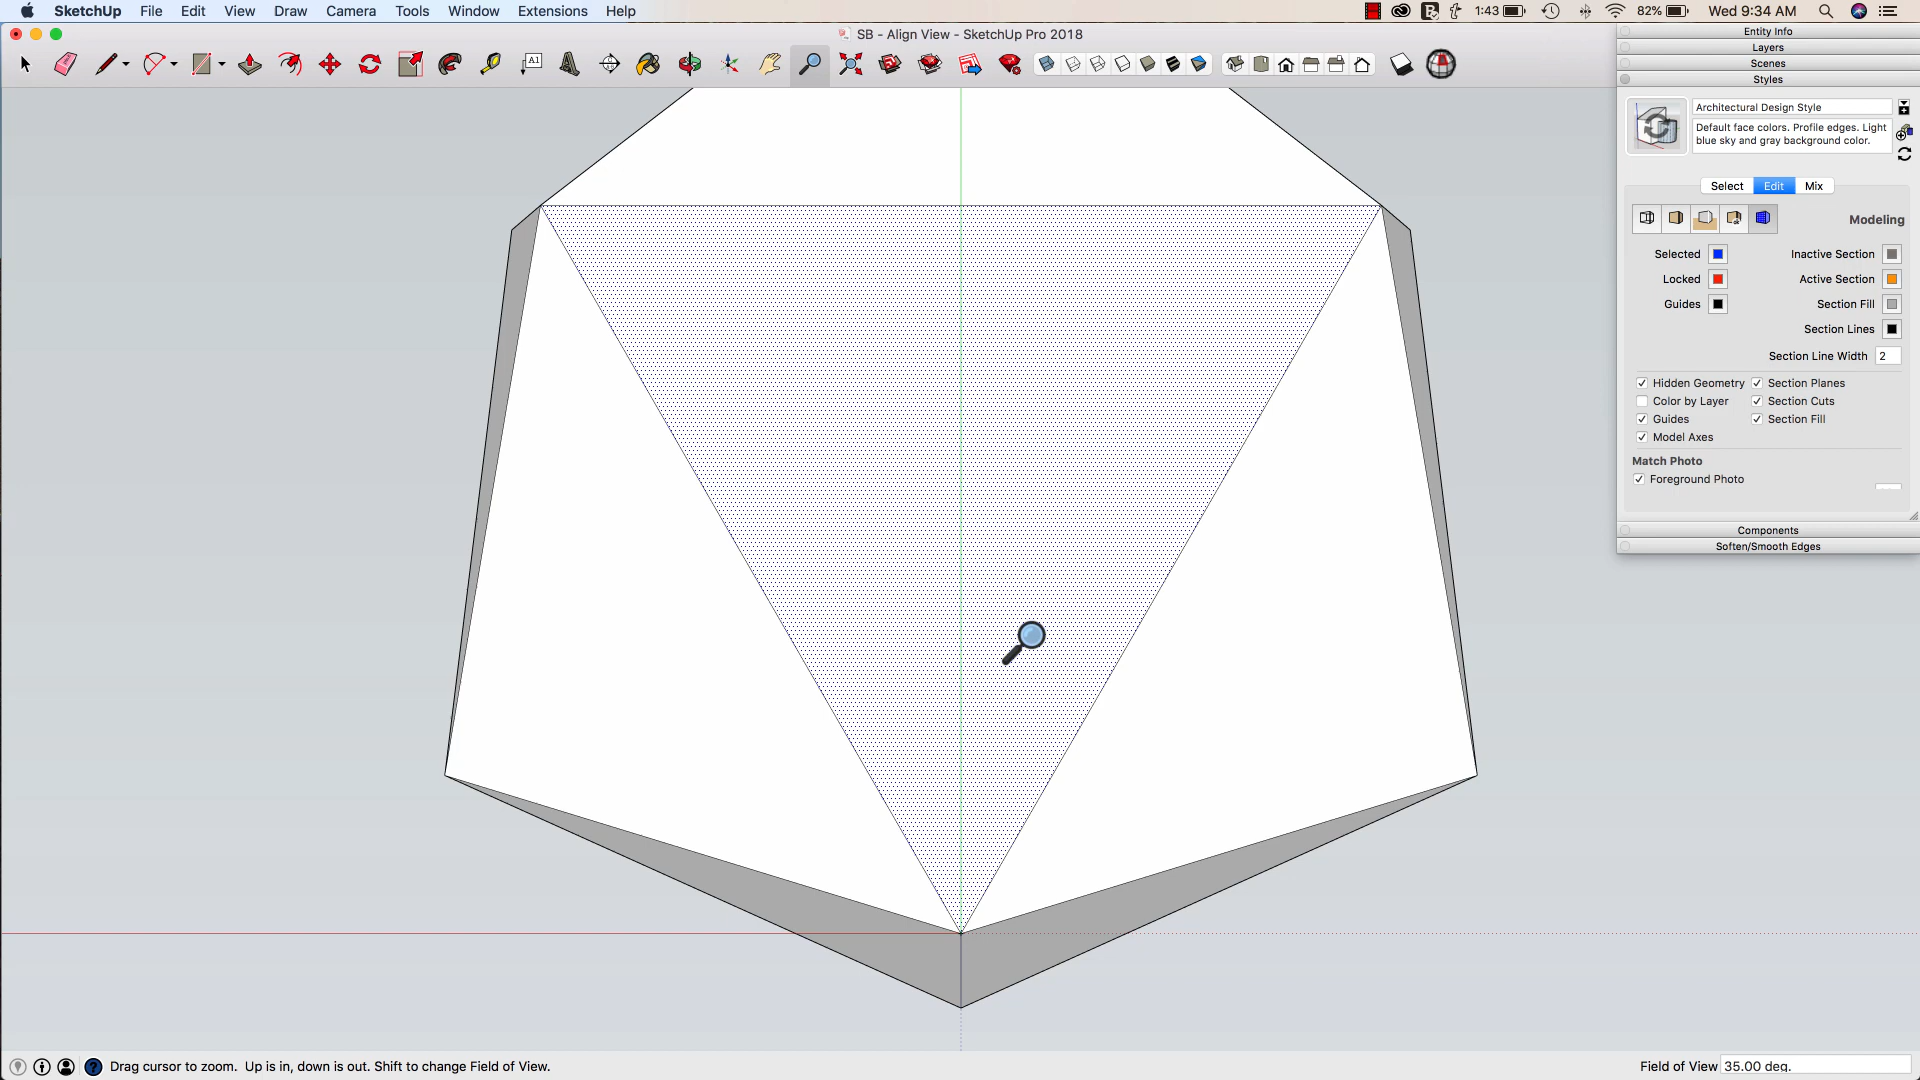 SketchUp File Edit View Draw Camera Tools Window Extensions Help 1:43 82% Wed 9:34 AM
SB - Align View - SketchUp Pro 2018
A1
Entity Info
Layers
Scenes
Styles
Architectural Design Style
Default face colors. Profile edges. Light
blue sky and gray background color.
Select Edit Mix
Modeling
Selected Inactive Section
Locked Active Section
Guides Section Fill
Section Lines
Section Line Width 2
Hidden Geometry Section Planes
Color by Layer Section Cuts
Guides Section Fill
Model Axes
Match Photo
Foreground Photo
Components
Soften/Smooth Edges
Drag cursor to zoom. Up is in, down is out. Shift to change Field of View.
Field of View 35.00 deg.